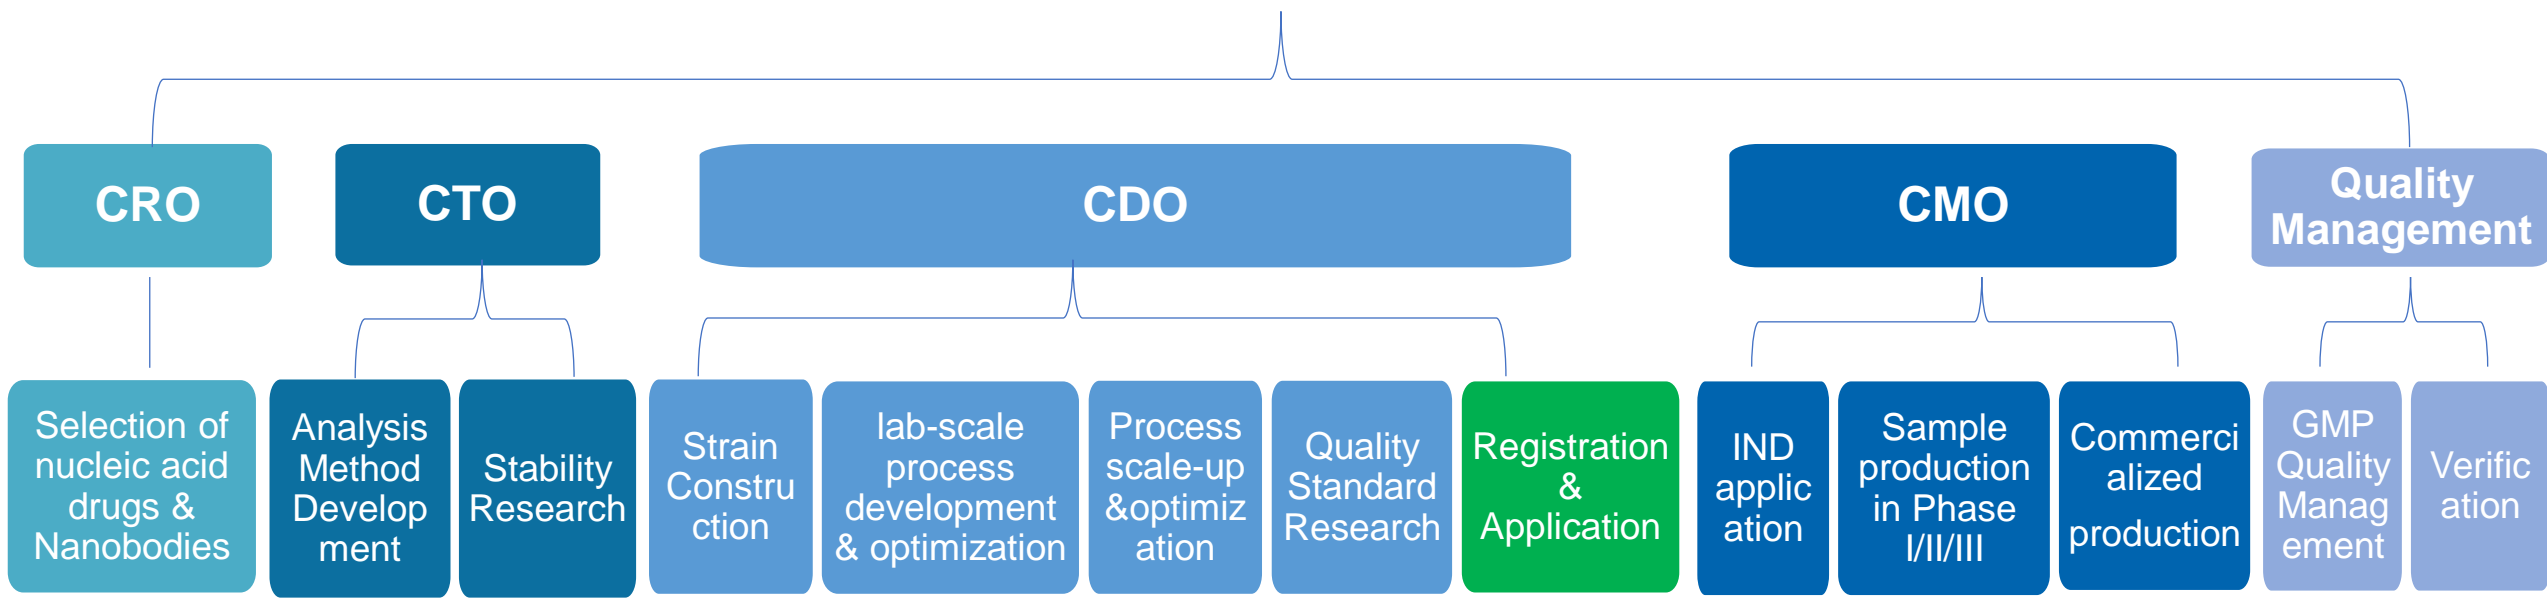 CRO
CTO
CDO
CMO
Quality
Management
Selection of
nucleic acid
drugs &
Nanobodies
Analysis
Method
Develop
ment
Stability
Research
Strain
Constru
ction
lab-scale
process
development
& optimization
Process
scale-up
&optimiz
ation
Quality
Standard
Research
Registration
&
Application
IND
applic
ation
Sample
production
in Phase
I/II/III
Commerci
alized
production
GMP
Quality
Manag
ement
Verific
ation